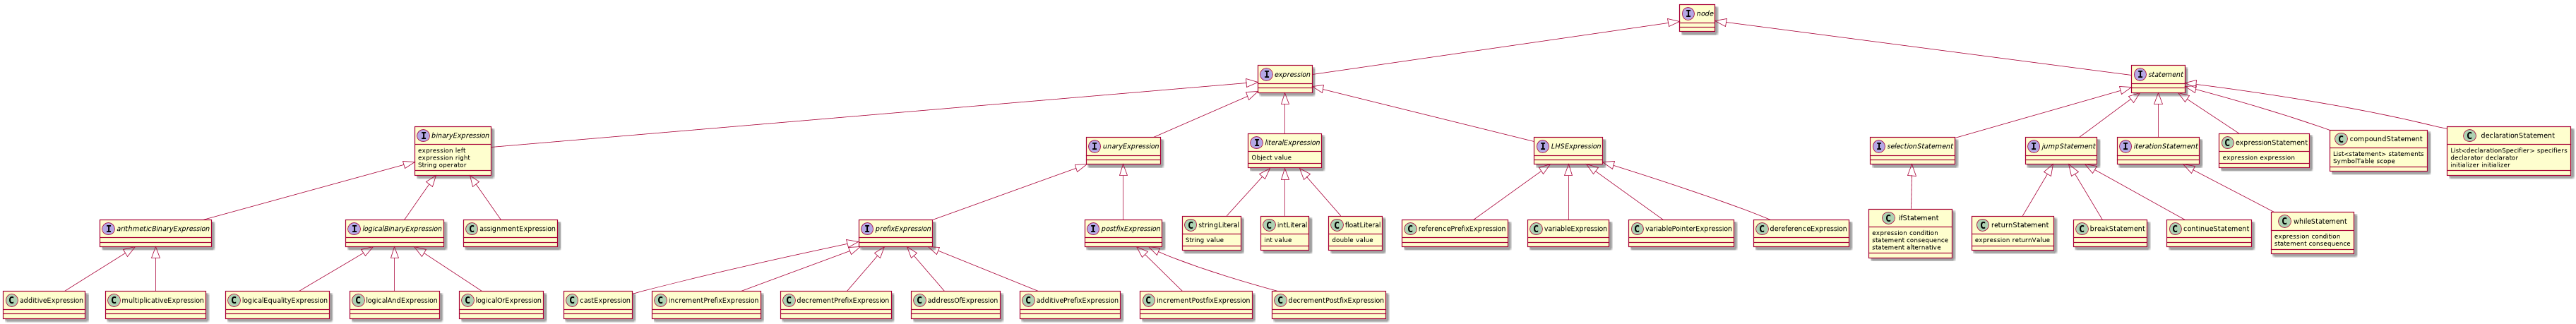 I node
I expression
I statement
I binaryExpression
expression left
expression right
String operator
I unaryExpression
I literalExpression
Object value
I LHSExpression
I selectionStatement
I jumpStatement
I iterationStatement
C expressionStatement
expression expression
C compoundStatement
List<statement> statements
SymbolTable scope
C declarationStatement
List<declarationSpecifier> specifiers
declarator declarator
initializer initializer
I arithmeticBinaryExpression
I logicalBinaryExpression
C assignmentExpression
I prefixExpression
I postfixExpression
C stringLiteral
String value
C intLiteral
int value
C floatLiteral
double value
C referencePrefixExpression
C variableExpression
C variablePointerExpression
C dereferenceExpression
C ifStatement
expression condition
statement consequence
statement alternative
C returnStatement
expression returnValue
C breakStatement
C continueStatement
C whileStatement
expression condition
statement consequence
C additiveExpression
C multiplicativeExpression
C logicalEqualityExpression
C logicalAndExpression
C logicalOrExpression
C castExpression
C incrementPrefixExpression
C decrementPrefixExpression
C addressOfExpression
C additivePrefixExpression
C incrementPostfixExpression
C decrementPostfixExpression